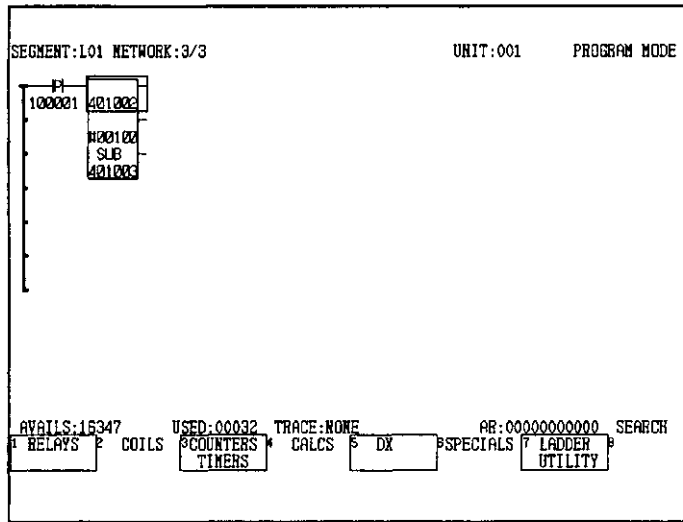 SEGMENT:L01 NETWORK:3/3 UNIT:001 PROGRAM MODE
P
100001 401002
#00100
SUB
401003
AVAILS:16347 USED:00032 TRACE:NONE AR:00000000000 SEARCH
1 RELAYS 2 COILS 3 COUNTERS TIMERS 4 CALCS 5 DX 6 SPECIALS 7 LADDER UTILITY 8